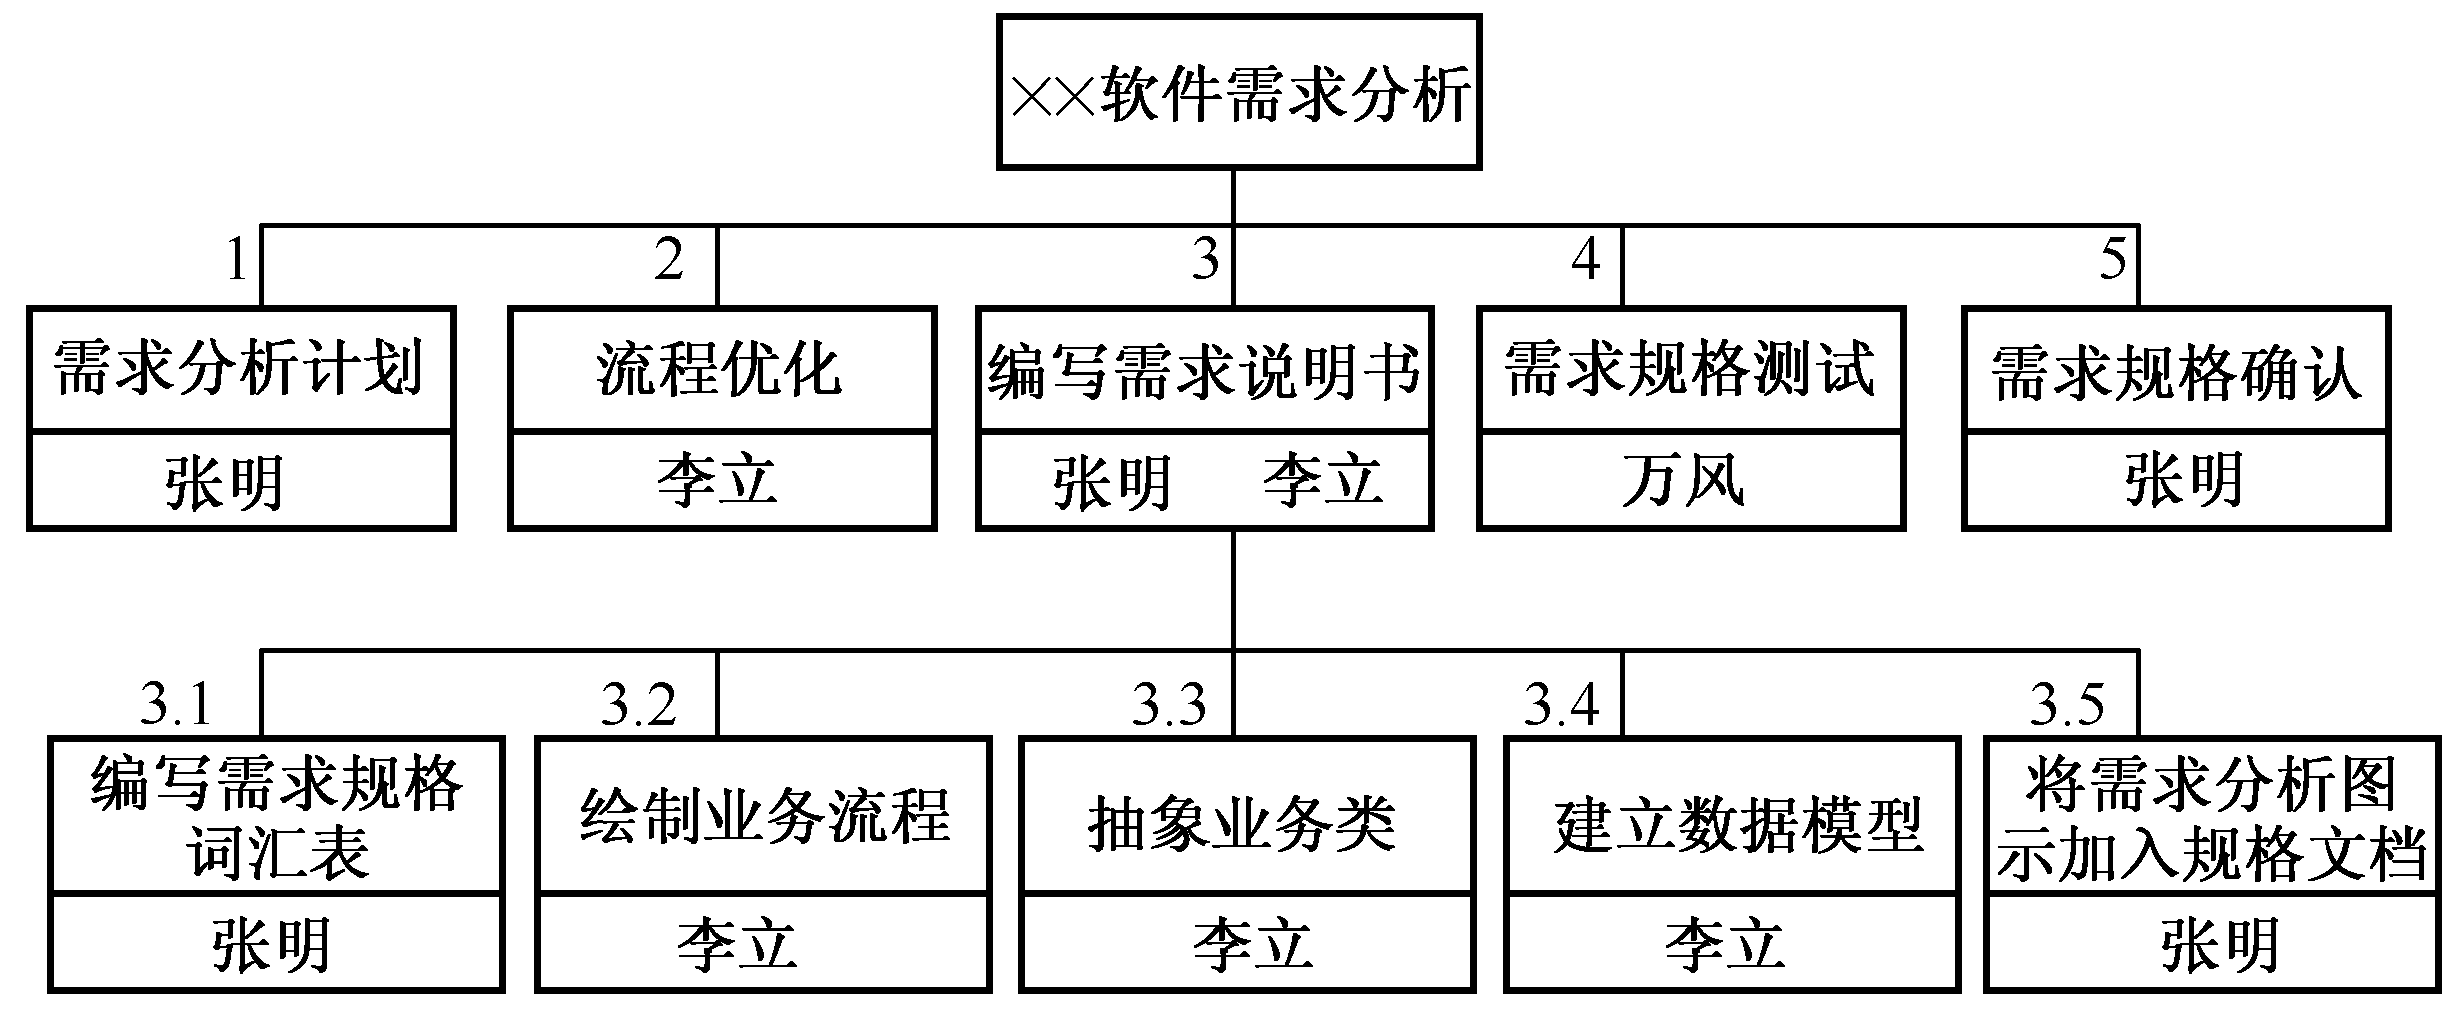 ××软件需求分析
1
2
3
4
5
需求分析计划
流程优化
编写需求说明书
需求规格测试
需求规格确认
张明
李立
张明 李立
万风
张明
3.1
3.2
3.3
3.4
3.5
编写需求规格
词汇表
绘制业务流程
抽象业务类
建立数据模型
将需求分析图
示加入规格文档
张明
李立
李立
李立
张明